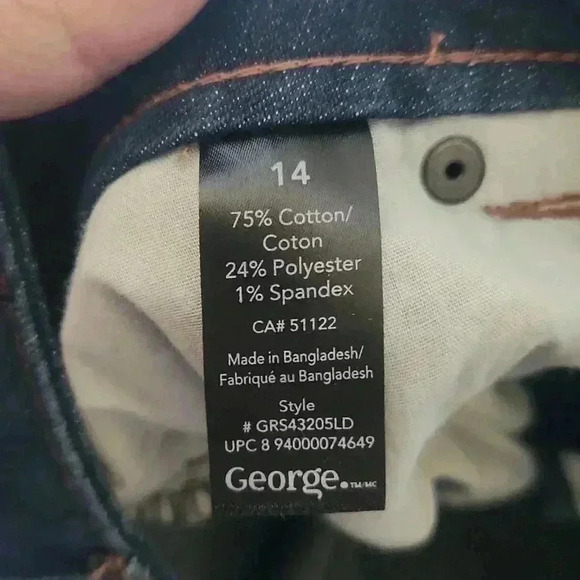 14
75% Cotton/
Coton
24% Polyester
1% Spandex
CA# 51122
Made in Bangladesh/
Fabriqué au Bangladesh
Style
# GRS43205LD
UPC 8 94000074649
George.TM/MC